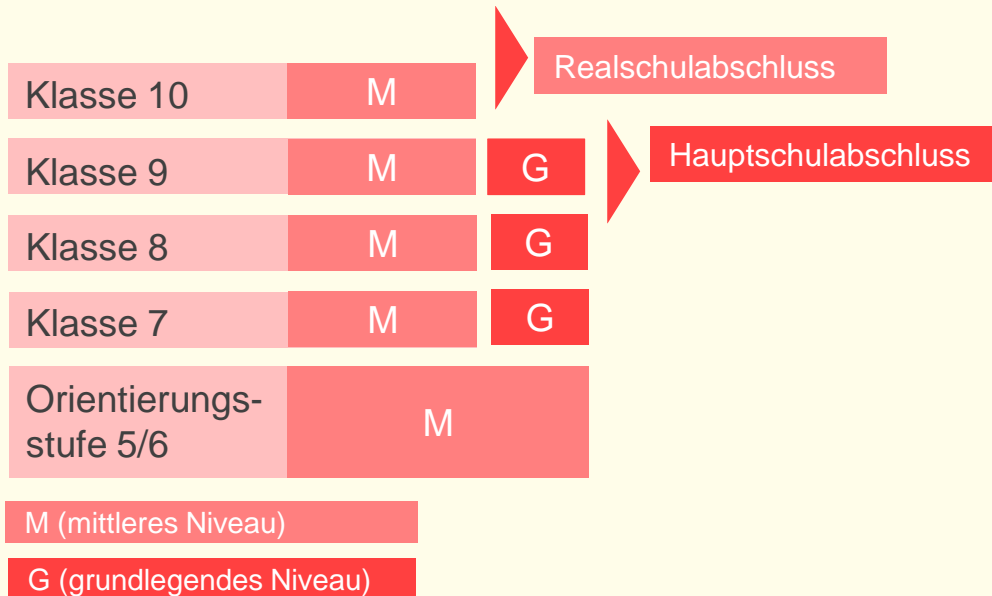 Realschulabschluss
Klasse 10 M
Hauptschulabschluss
Klasse 9 M G
Klasse 8 M G
Klasse 7 M G
Orientierungs-
stufe 5/6
M
M (mittleres Niveau)
G (grundlegendes Niveau)